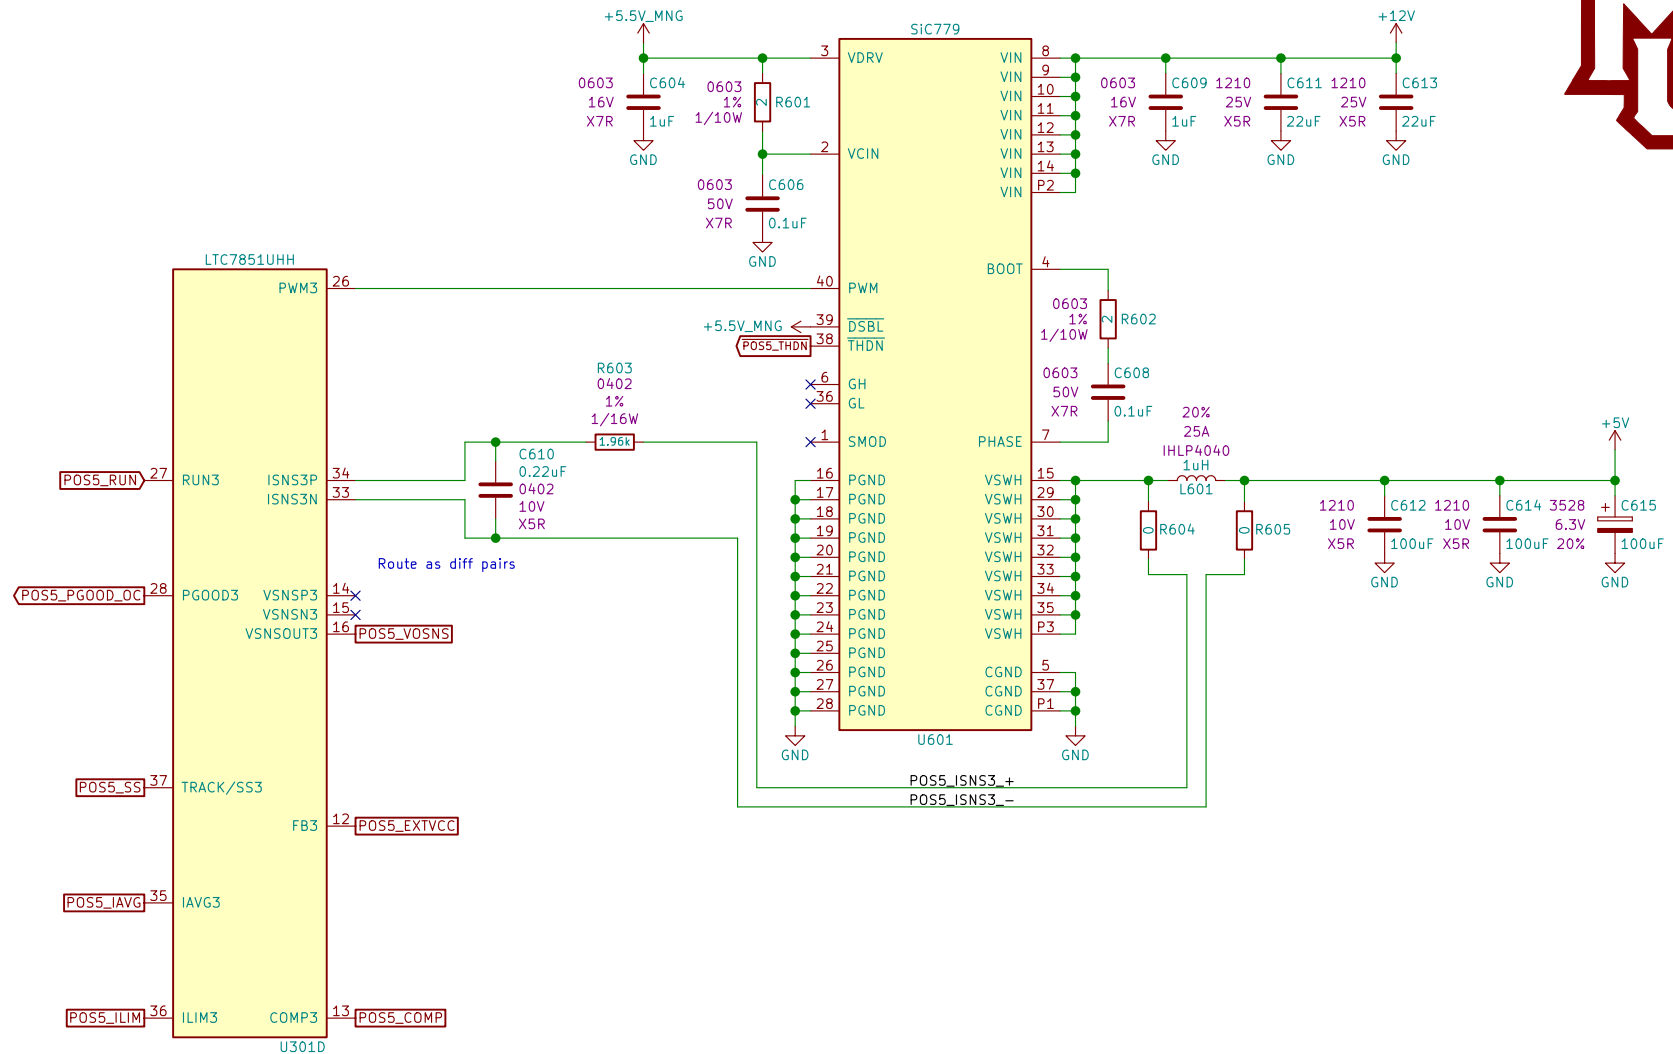 +5.5V_MNG
SiC779
+12V
3 VDRV
VIN 8
VIN 9
VIN 10
VIN 11
VIN 12
VIN 13
VIN 14
VIN P2
0603
16V
X7R
C604
1uF
GND
0603
1%
1/10W
2
R601
2 VCIN
0603
50V
X7R
C606
0.1uF
GND
0603
16V
X7R
C609
1uF
GND
1210
25V
X5R
C611
22uF
GND
1210
25V
X5R
C613
22uF
GND
LTC7851UHH
PWM3 26
40 PWM
+5.5V_MNG
39 DSBL
POS5_THDN
38 THDN
6 GH
36 GL
1 SMOD
BOOT 4
0603
1%
1/10W
2
R602
0603
50V
X7R
C608
0.1uF
PHASE 7
R603
0402
1%
1/16W
1.96k
C610
0.22uF
0402
10V
X5R
POS5_RUN
27 RUN3
ISNS3P 34
ISNS3N 33
Route as diff pairs
POS5_PGOOD_OC
28 PGOOD3
VSNSP3 14
VSNSN3 15
VSNSOUT3 16
POS5_VOSNS
16 PGND
17 PGND
18 PGND
19 PGND
20 PGND
21 PGND
22 PGND
23 PGND
24 PGND
25 PGND
26 PGND
27 PGND
28 PGND
GND
VSWH 15
VSWH 29
VSWH 30
VSWH 31
VSWH 32
VSWH 33
VSWH 34
VSWH 35
VSWH P3
CGND 5
CGND 37
CGND P1
GND
U601
20%
25A
IHLP4040
1uH
L601
0
R604
0
R605
+5V
1210
10V
X5R
C612
100uF
GND
1210
10V
X5R
C614
100uF
GND
3528
6.3V
20%
+
C615
100uF
GND
POS5_ISNS3_+
POS5_ISNS3_-
POS5_SS
37 TRACK/SS3
FB3 12
POS5_EXTVCC
POS5_IAVG
35 IAVG3
POS5_ILIM
36 ILIM3
COMP3 13
POS5_COMP
U301D